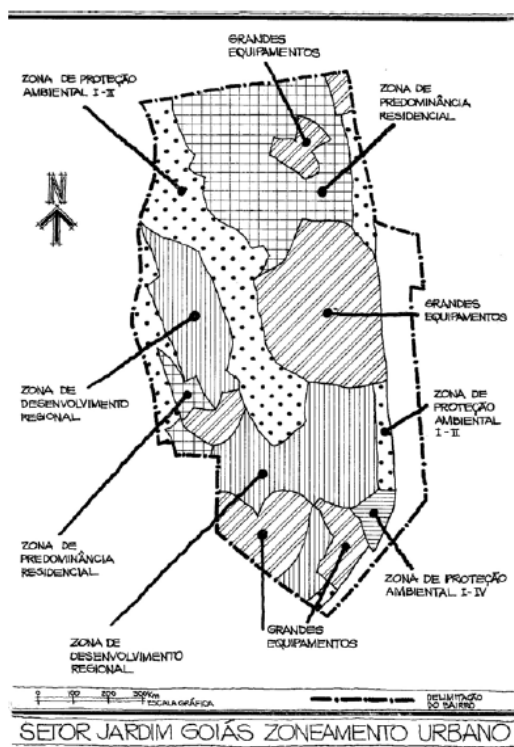 GRANDES
EQUIPAMENTOS
ZONA DE PROTEÇÃO
AMBIENTAL I-II
ZONA DE
PREDOMINÂNCIA
RESIDENCIAL
N
GRANDES
EQUIPAMENTOS
ZONA DE
DESENVOLVIMENTO
REGIONAL
ZONA DE
PROTEÇÃO
AMBIENTAL
I-II
ZONA DE
PREDOMINÂNCIA
RESIDENCIAL
ZONA DE PROTEÇÃO
AMBIENTAL I-IV
GRANDES
EQUIPAMENTOS
ZONA DE
DESENVOLVIMENTO
REGIONAL
0 100 200 300Km
ESCALA GRÁFICA
DELIMITAÇÃO
DO BAIRRO
SETOR JARDIM GOIÁS ZONEAMENTO URBANO